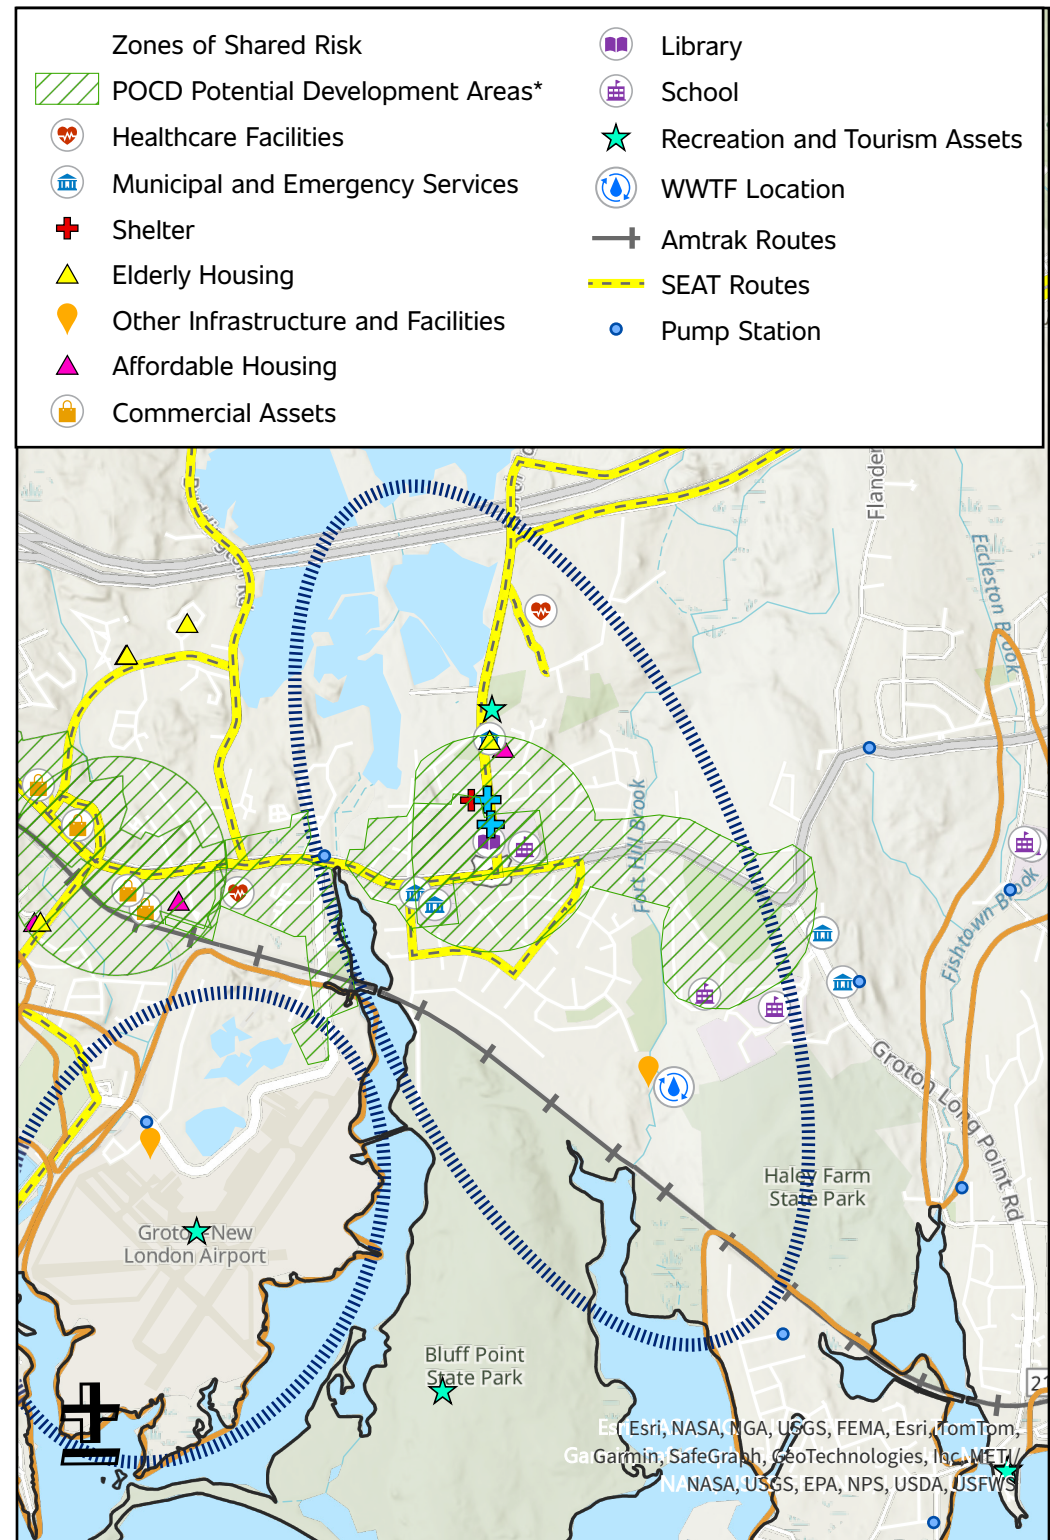 Zones of Shared Risk
POCD Potential Development Areas*
Healthcare Facilities
Municipal and Emergency Services
Shelter
Elderly Housing
Other Infrastructure and Facilities
Affordable Housing
Commercial Assets
Library
School
Recreation and Tourism Assets
WWTF Location
Amtrak Routes
SEAT Routes
Pump Station
Flander
Eccleston Brook
Fort Hill Brook
Fishtown Brook
Groton Long Point Rd
Haley Farm
State Park
Groton-New
London Airport
Bluff Point
State Park
21
Esri, NASA, NGA, USGS, FEMA, Esri, TomTom,
Garmin, SafeGraph, GeoTechnologies, Inc, METI/
NASA, USGS, EPA, NPS, USDA, USFWS